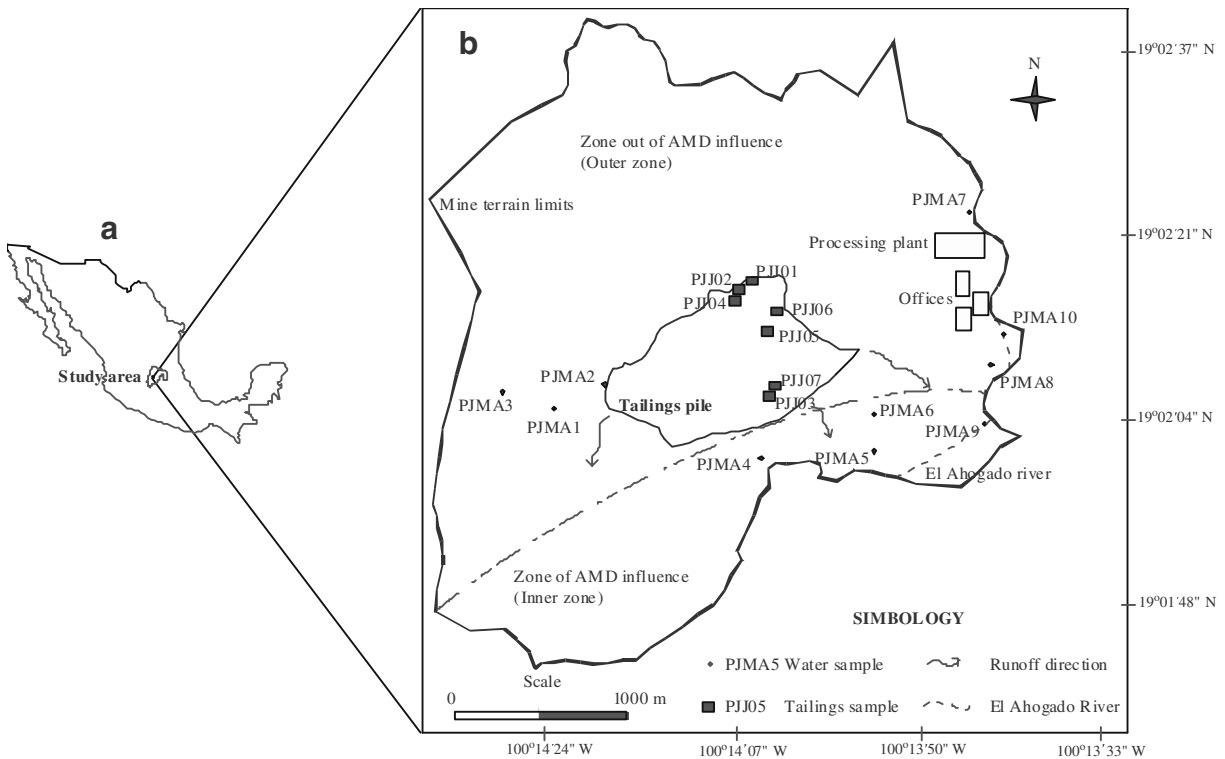 a
Study area
b
N
19°02´37" N
19°02´21" N
19°02´04" N
19°01´48" N
Zone out of AMD influence
(Outer zone)
Mine terrain limits
PJMA7
Processing plant
Offices
PJMA10
PJMA8
PJJ01
PJJ02
PJJ04
PJJ06
PJJ05
PJJ07
PJJ03
PJMA2
PJMA3
PJMA1
Tailings pile
PJMA6
PJMA9
PJMA4
PJMA5
El Ahogado river
Zone of AMD influence
(Inner zone)
SIMBOLOGY
PJMA5 Water sample
Runoff direction
PJJ05 Tailings sample
El Ahogado River
Scale
0 1000 m
100°14´24" W
100°14´07" W
100°13´50" W
100°13´33" W